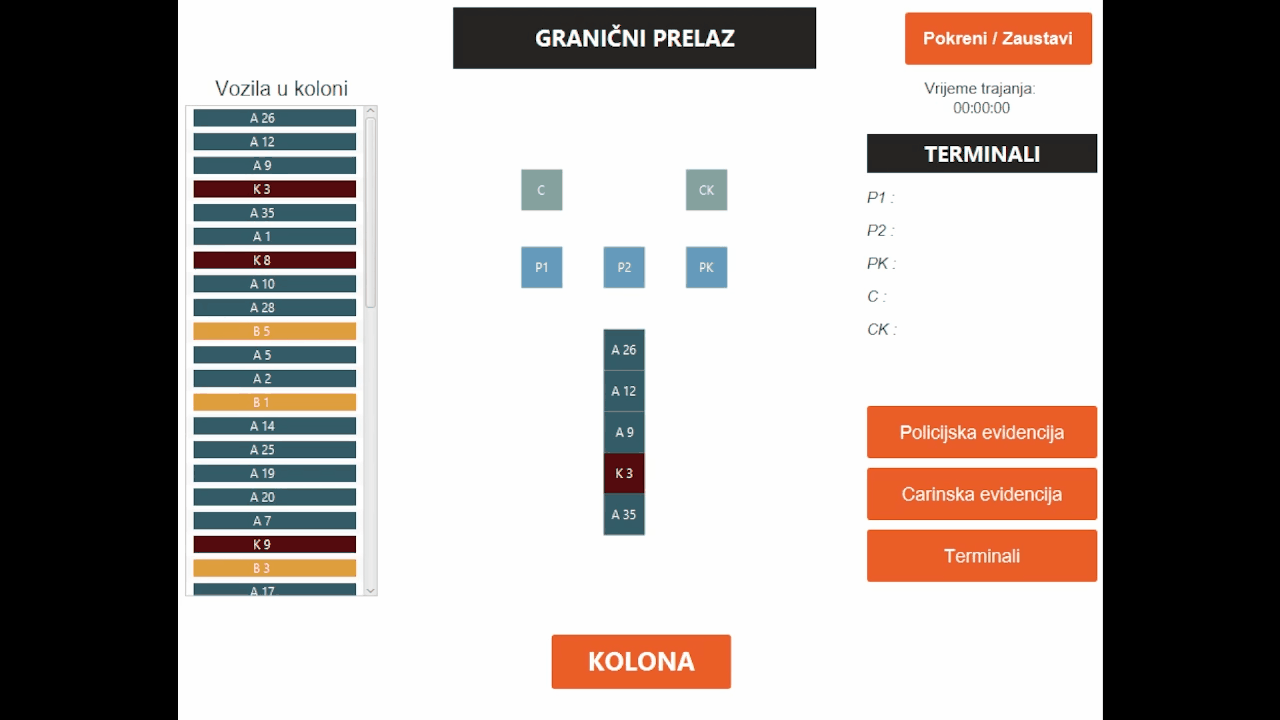 GRANIČNI PRELAZ
Pokreni / Zaustavi
Vrijeme trajanja:
00:00:00
Vozila u koloni
A 26
A 12
A 9
K 3
A 35
A 1
K 8
A 10
A 28
B 5
A 5
A 2
B 1
A 14
A 25
A 19
A 20
A 7
K 9
B 3
A 17
C
CK
P1
P2
PK
A 26
A 12
A 9
K 3
A 35
KOLONA
TERMINALI
P1 :
P2 :
PK :
C :
CK :
Policijska evidencija
Carinska evidencija
Terminali